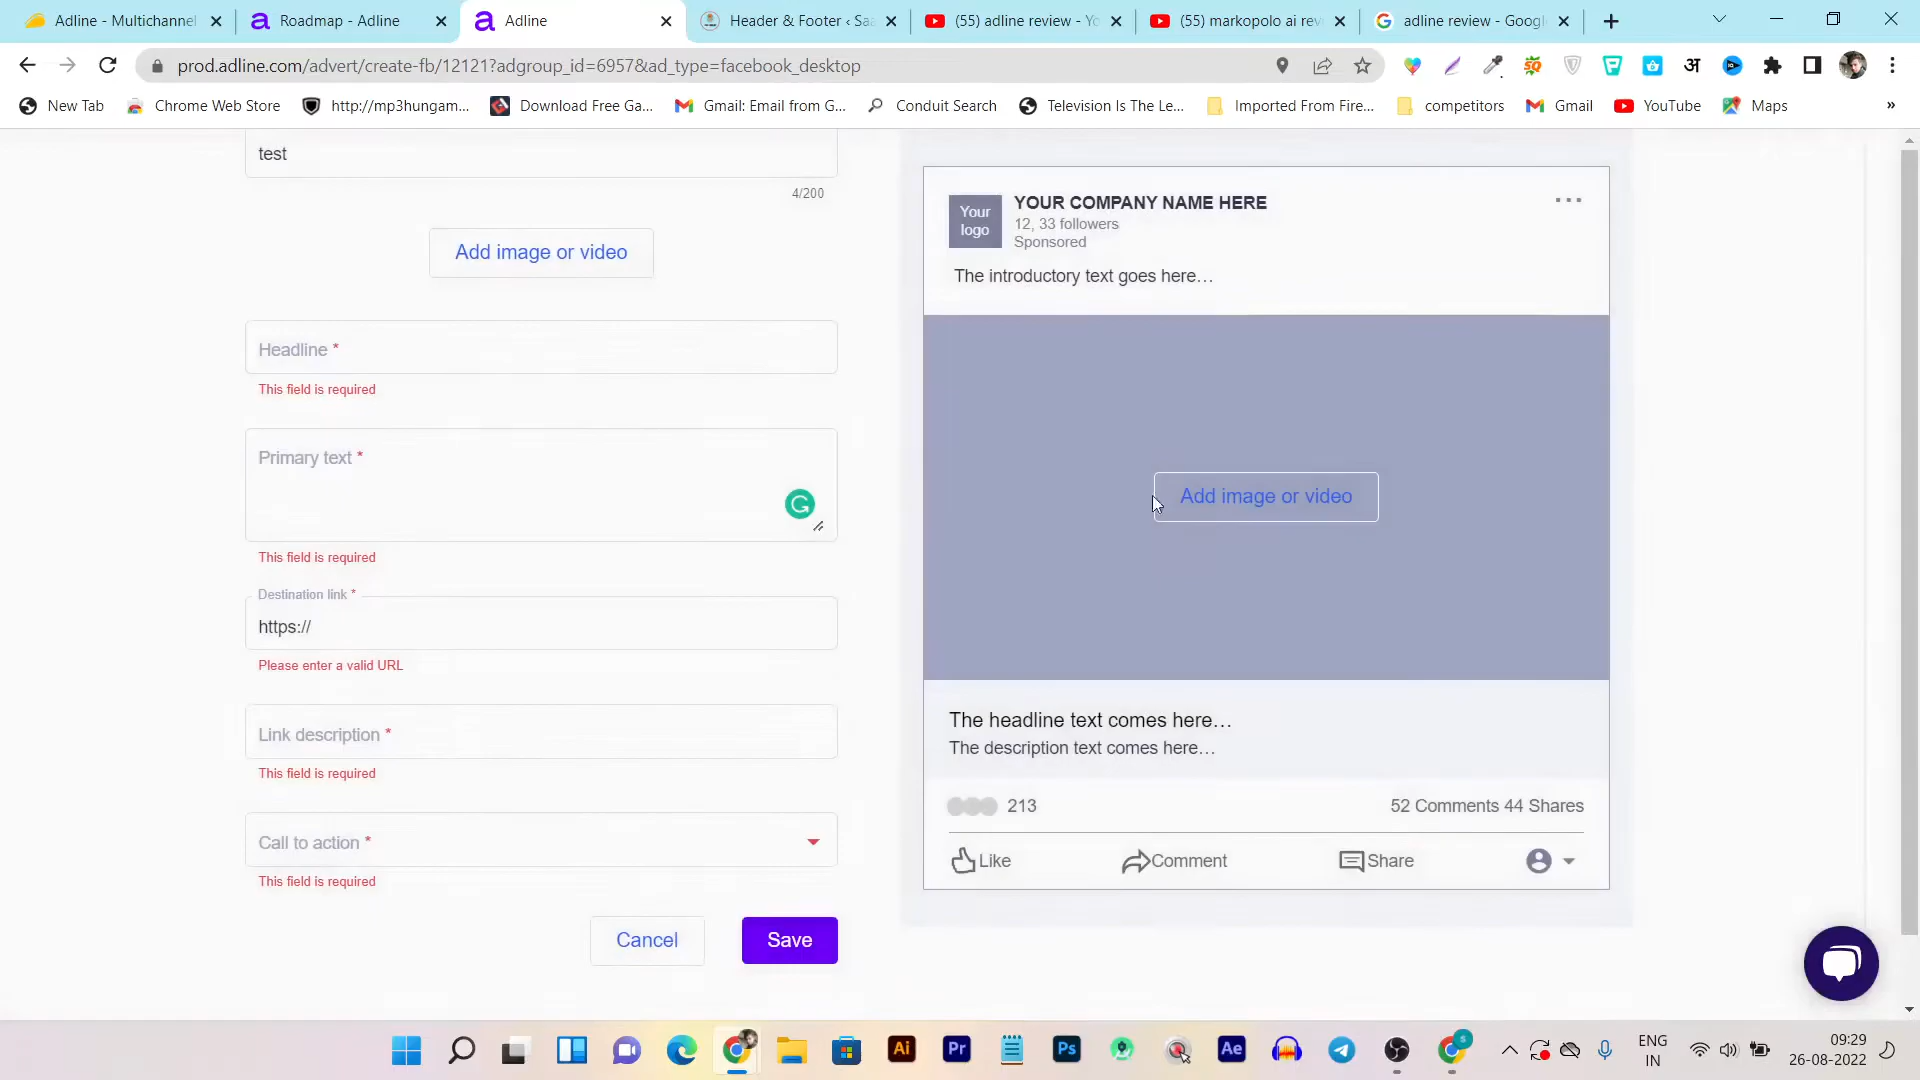 Adline - Multichannel
Roadmap - Adline
Adline
Header & Footer ‹ Saa
(55) adline review - Yo
(55) markopolo ai rev
adline review - Googl
prod.adline.com/advert/create-fb/12121?adgroup_id=6957&ad_type=facebook_desktop
New Tab
Chrome Web Store
http://mp3hungam...
Download Free Ga...
Gmail: Email from G...
Conduit Search
Television Is The Le...
Imported From Fire...
competitors
Gmail
YouTube
Maps
»
test
4/200
Add image or video
Headline *
This field is required
Primary text *
This field is required
Destination link *
https://
Please enter a valid URL
Link description *
This field is required
Call to action *
This field is required
Cancel
Save
Your
logo
YOUR COMPANY NAME HERE
12, 33 followers
Sponsored
The introductory text goes here...
Add image or video
The headline text comes here...
The description text comes here...
213
52 Comments 44 Shares
Like
Comment
Share
Ai
Pr
Ps
Ae
ENG
IN
09:29
26-08-2022